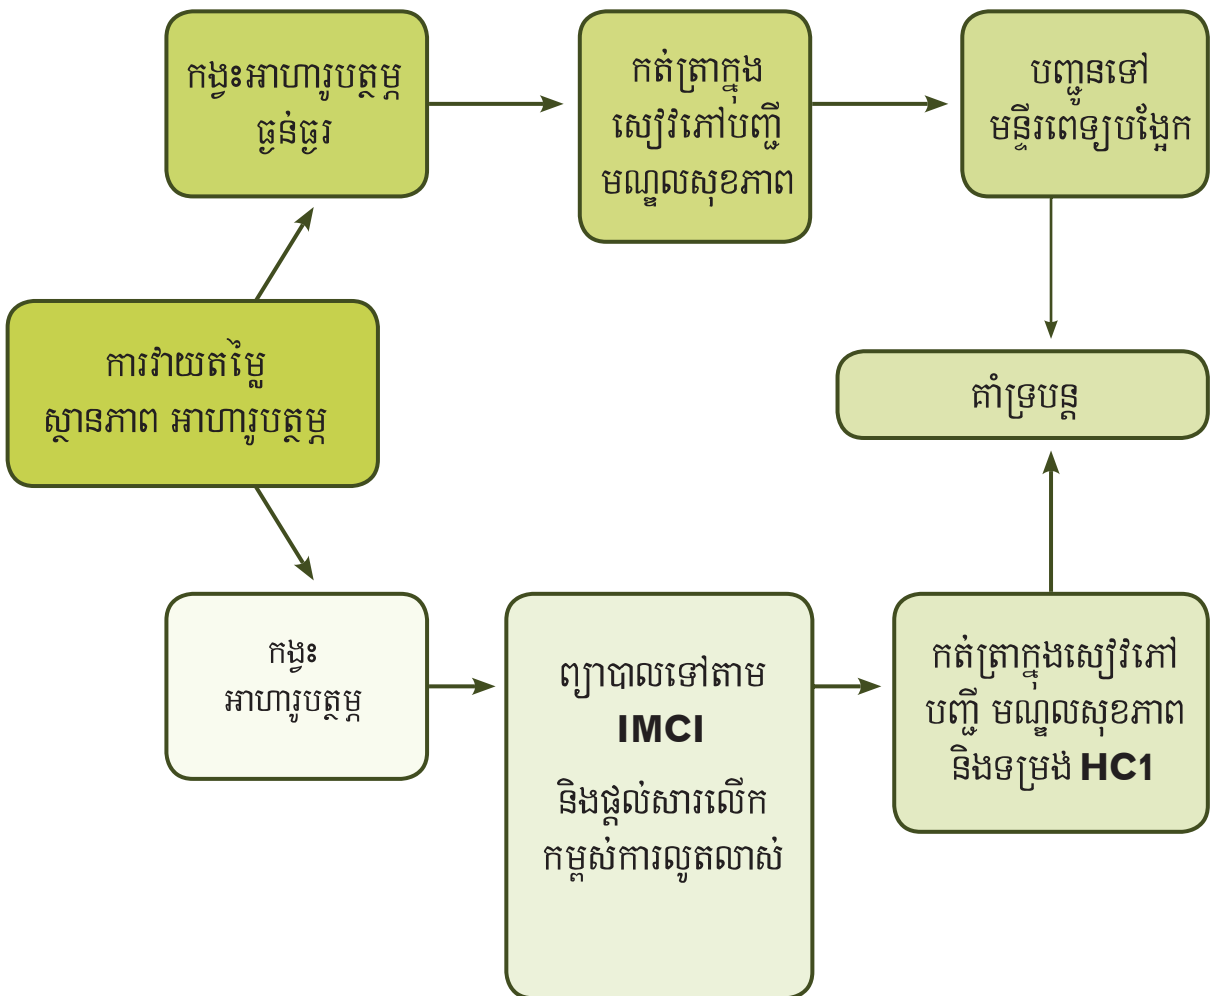 កង្វះអាហារូបត្ថម្ភ
ធ្ងន់ធ្ងរ
កត់ត្រាក្នុង
សៀវភៅបញ្ជី
មណ្ឌលសុខភាព
បញ្ជូនទៅ
មន្ទីរពេទ្យបង្អែក
ការវាយតម្លៃ
ស្ថានភាព អាហារូបត្ថម្ភ
គាំទ្របន្ត
កង្វះ
អាហារូបត្ថម្ភ
ព្យាបាលទៅតាម
IMCI
និងផ្តល់សារលើក
កម្ពស់ការលូតលាស់
កត់ត្រាក្នុងសៀវភៅ
បញ្ជី មណ្ឌលសុខភាព
និងទម្រង់ HC1